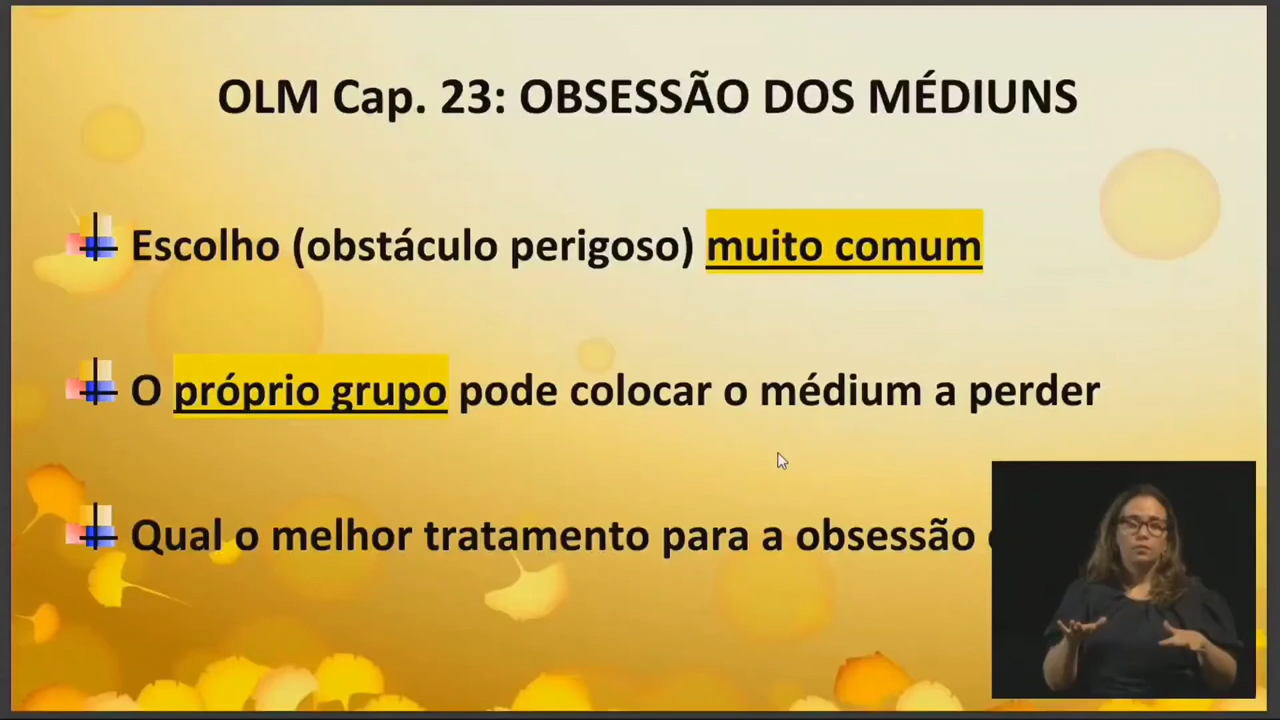 OLM Cap. 23: OBSESSÃO DOS MÉDIUNS
Escolho (obstáculo perigoso) muito comum
O próprio grupo pode colocar o médium a perder
Qual o melhor tratamento para a obsessão